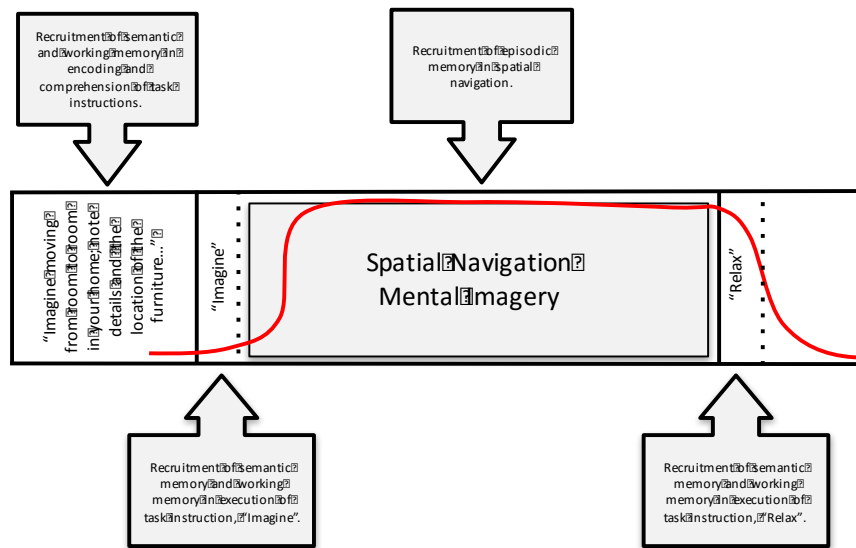 Recruitment of semantic
and working memory in
encoding and
comprehension of task
instructions.
Recruitment of episodic
memory in spatial
navigation.
“Imagine moving
from room to room
in your home; note
details and the
location of the
furniture...”
“Imagine”
Spatial Navigation
Mental Imagery
“Relax”
Recruitment of semantic
memory and working
memory in execution of
task instruction, “Imagine”.
Recruitment of semantic
memory and working
memory in execution of
task instruction, “Relax”.